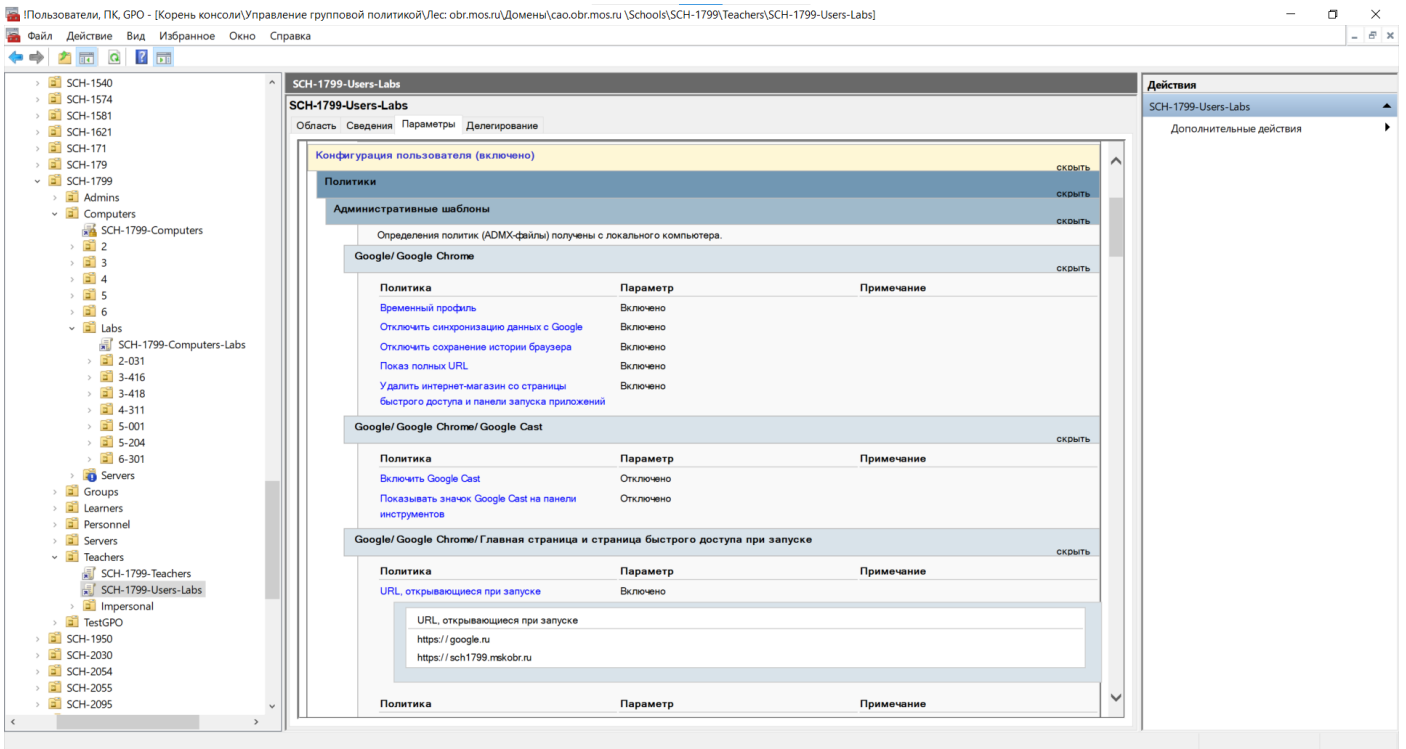 !Пользователи, ПК, GPO - [Корень консоли\Управление групповой политикой\Лес: obr.mos.ru\Домены\cao.obr.mos.ru \Schools\SCH-1799\Teachers\SCH-1799-Users-Labs]
Файл Действие Вид Избранное Окно Справка
SCH-1540
SCH-1574
SCH-1581
SCH-1621
SCH-171
SCH-179
SCH-1799
Admins
Computers
SCH-1799-Computers
2
3
4
5
6
Labs
SCH-1799-Computers-Labs
2-031
3-416
3-418
4-311
5-001
5-204
6-301
Servers
Groups
Learners
Personnel
Servers
Teachers
SCH-1799-Teachers
SCH-1799-Users-Labs
Impersonal
TestGPO
SCH-1950
SCH-2030
SCH-2054
SCH-2055
SCH-2095
SCH-1799-Users-Labs
SCH-1799-Users-Labs
Область Сведения Параметры Делегирование
Конфигурация пользователя (включено)
скрыть
Политики
скрыть
Административные шаблоны
скрыть
Определения политик (ADMX-файлы) получены с локального компьютера.
Google/ Google Chrome
скрыть
Политика Параметр Примечание
Временный профиль Включено
Отключить синхронизацию данных с Google Включено
Отключить сохранение истории браузера Включено
Показ полных URL Включено
Удалить интернет-магазин со страницы Включено
быстрого доступа и панели запуска приложений
Google/ Google Chrome/ Google Cast
скрыть
Политика Параметр Примечание
Включить Google Cast Отключено
Показывать значок Google Cast на панели Отключено
инструментов
Google/ Google Chrome/ Главная страница и страница быстрого доступа при запуске
скрыть
Политика Параметр Примечание
URL, открывающиеся при запуске Включено
URL, открывающиеся при запуске
https:// google.ru
https:// sch1799.mskobr.ru
Политика Параметр Примечание
Действия
SCH-1799-Users-Labs
Дополнительные действия